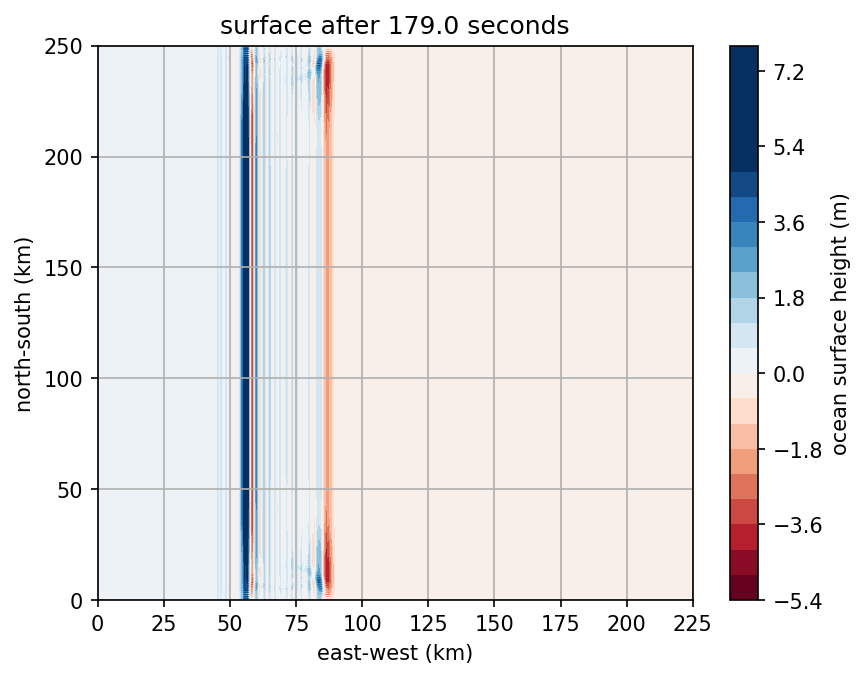 surface after 179.0 seconds
250
200
150
100
50
0
north-south (km)
0 25 50 75 100 125 150 175 200 225
east-west (km)
7.2
5.4
3.6
1.8
0.0
−1.8
−3.6
−5.4
ocean surface height (m)